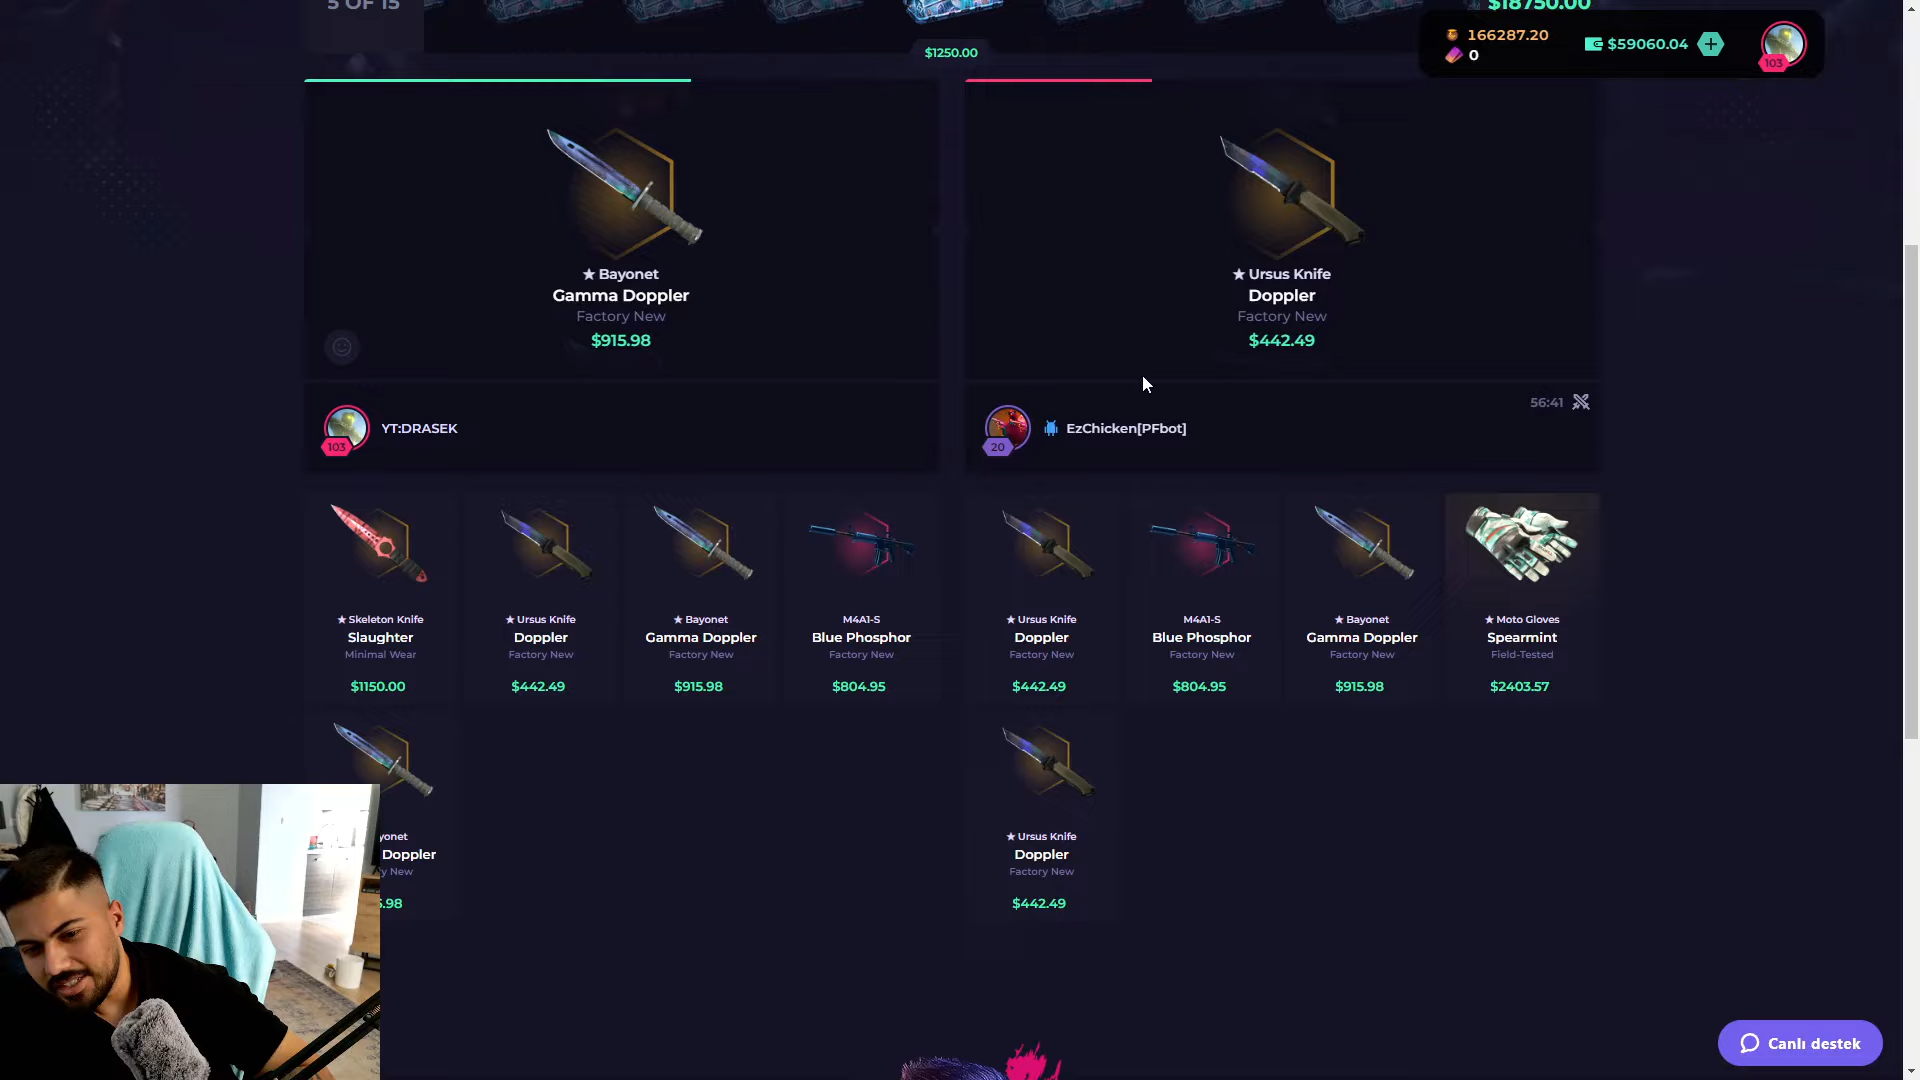 5 OF 15
$18750.00
$1250.00
166287.20
0
$59060.04
103
★ Bayonet
Gamma Doppler
Factory New
$915.98
★ Ursus Knife
Doppler
Factory New
$442.49
103
YT:DRASEK
20
EzChicken[PFbot]
56:41
★ Skeleton Knife
Slaughter
Minimal Wear
$1150.00
★ Ursus Knife
Doppler
Factory New
$442.49
★ Bayonet
Gamma Doppler
Factory New
$915.98
M4A1-S
Blue Phosphor
Factory New
$804.95
★ Ursus Knife
Doppler
Factory New
$442.49
M4A1-S
Blue Phosphor
Factory New
$804.95
★ Bayonet
Gamma Doppler
Factory New
$915.98
★ Moto Gloves
Spearmint
Field-Tested
$2403.57
yonet
Doppler
y New
5.98
★ Ursus Knife
Doppler
Factory New
$442.49
Canlı destek